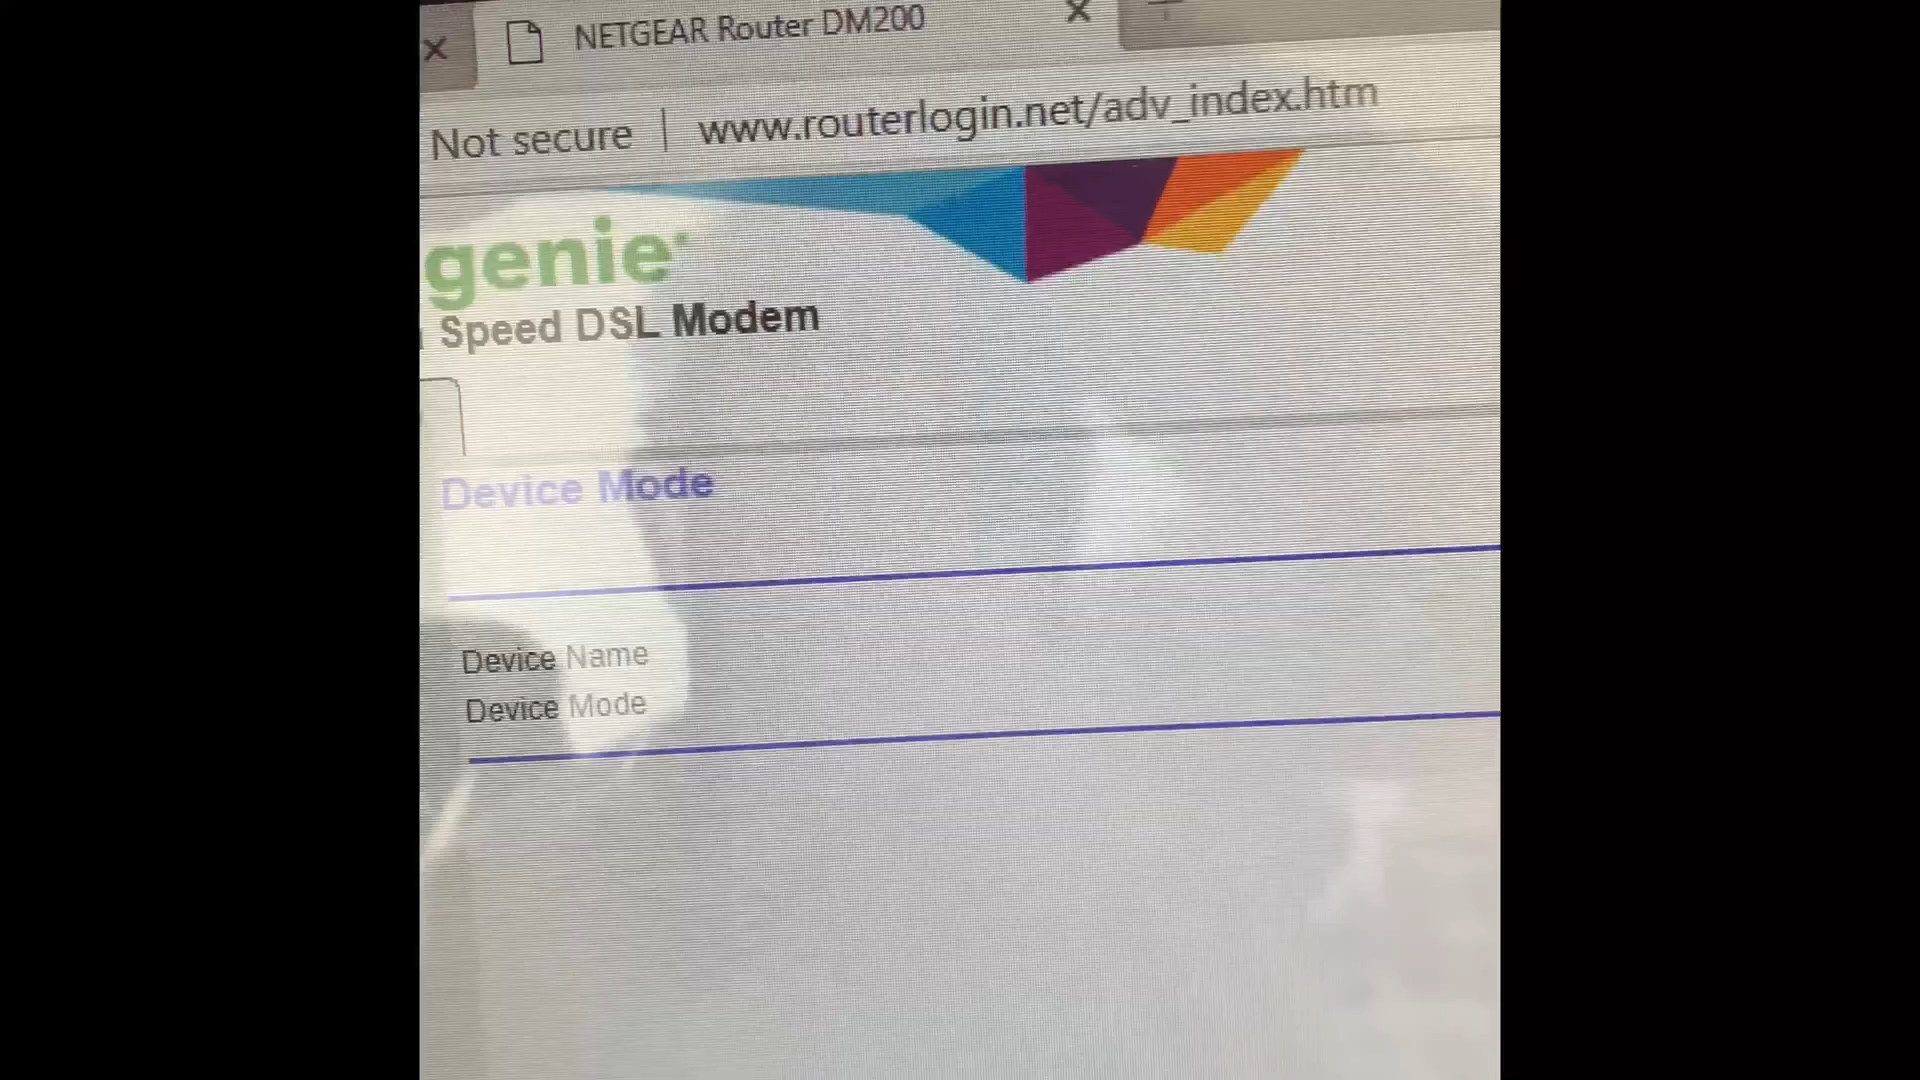 NETGEAR Router DM200
Not secure | www.routerlogin.net/adv_index.htm
genie
Speed DSL Modem
Device Mode
Device Name
Device Mode